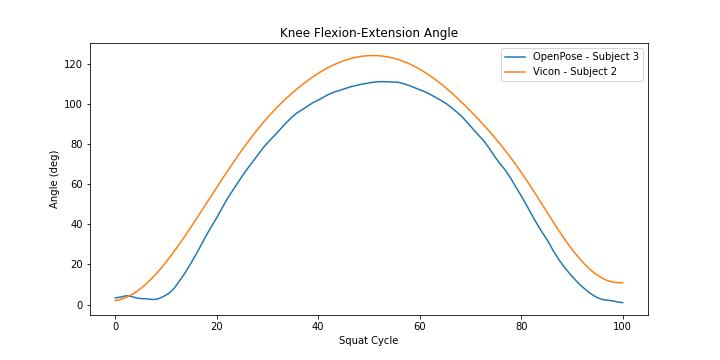 Knee Flexion-Extension Angle
OpenPose - Subject 3
Vicon - Subject 2
Angle (deg)
120
100
80
60
40
20
0
0 20 40 60 80 100
Squat Cycle